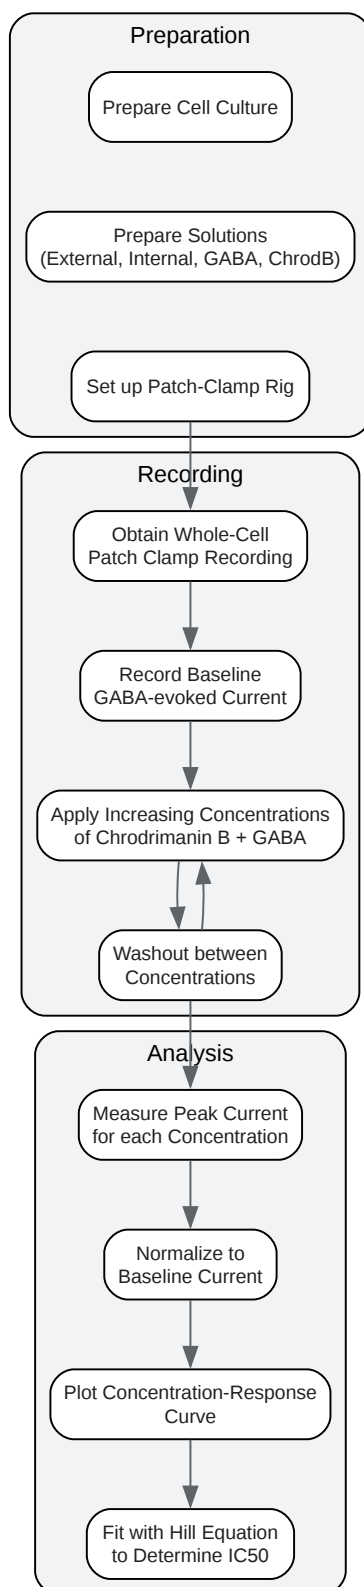 Preparation
Prepare Cell Culture
Prepare Solutions
(External, Internal, GABA, ChrodB)
Set up Patch-Clamp Rig
Recording
Obtain Whole-Cell
Patch Clamp Recording
Record Baseline
GABA-evoked Current
Apply Increasing Concentrations
of Chrodrimanin B + GABA
Washout between
Concentrations
Analysis
Measure Peak Current
for each Concentration
Normalize to
Baseline Current
Plot Concentration-Response
Curve
Fit with Hill Equation
to Determine IC50